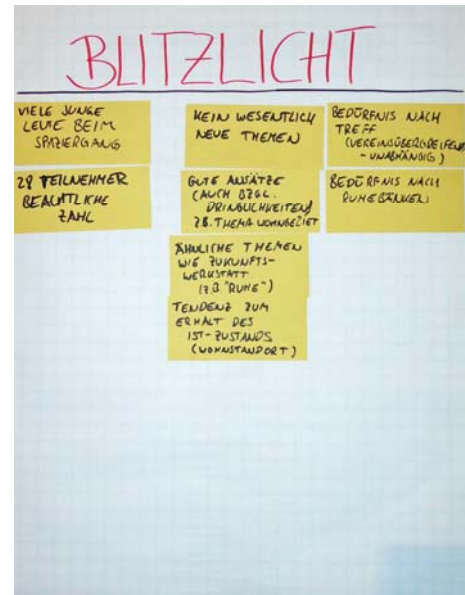 BLITZLICHT
VIELE JUNGE
LEUTE BEIM
SPAZIERGANG
28 TEILNEHMER
BEACHTLICHE
ZAHL
KEIN WESENTLICH
NEUE THEMEN
GUTE ANSÄTZE
(AUCH BZGL.
DRINGLICHKEITEN)
Z.B. THEMA WOHNGEBIET
ÄHNLICHE THEMEN
WIE ZUKUNFTS-
WERKSTATT
(Z.B. "RUHE")
TENDENZ ZUM
ERHALT DES
IST-ZUSTANDS
(WOHNSTANDORT)
BEDÜRFNIS NACH
TREFF
(VEREINSÜBERGREIFEND
-UNABHÄNGIG)
BEDÜRFNIS NACH
RUHEBÄNKEN